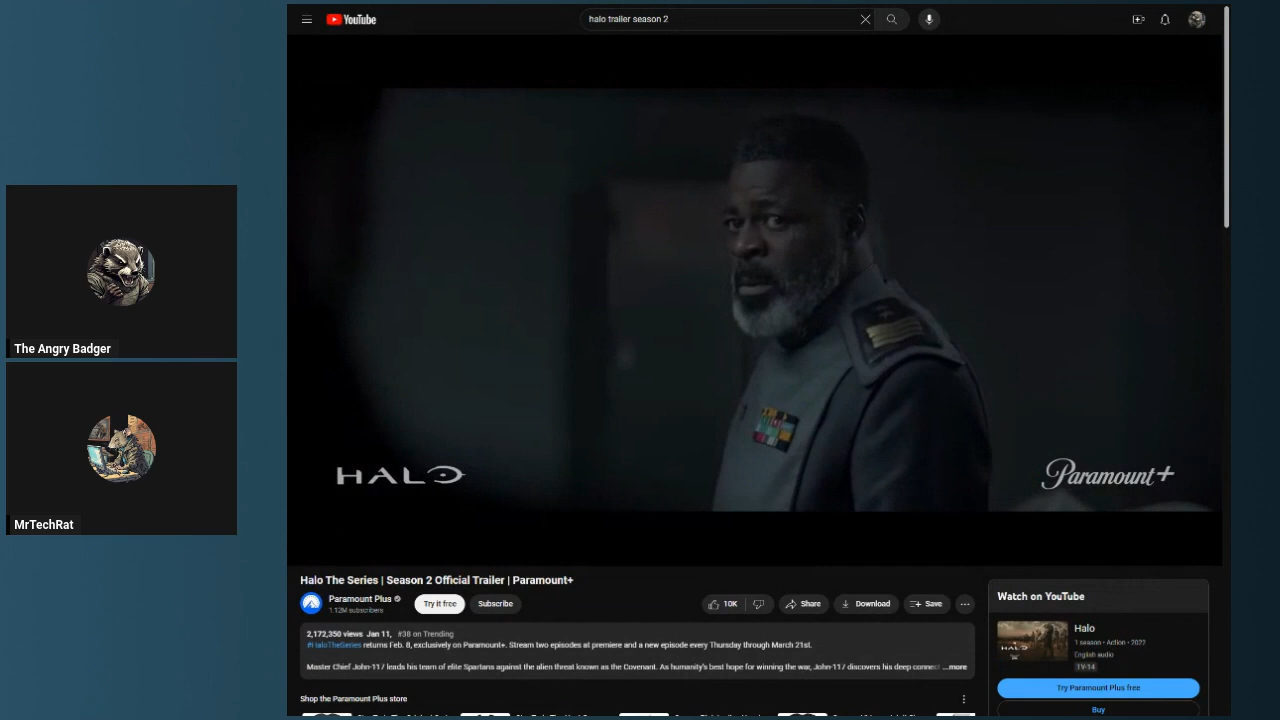 YouTube
halo trailer season 2
The Angry Badger
MrTechRat
HALO
Paramount+
Halo The Series | Season 2 Official Trailer | Paramount+
Paramount Plus
1.12M subscribers
Try it free
Subscribe
10K
Share
Download
Save
2,172,350 views Jan 11, #38 on Trending
#HaloTheSeries returns Feb. 8, exclusively on Paramount+. Stream two episodes at premiere and a new episode every Thursday through March 21st.
Master Chief John-117 leads his team of elite Spartans against the alien threat known as the Covenant. As humanity's best hope for winning the war, John-117 discovers his deep connect ...more
Shop the Paramount Plus store
Watch on YouTube
HALO
Halo
1 season • Action • 2022
English audio
TV-14
Try Paramount Plus free
Buy